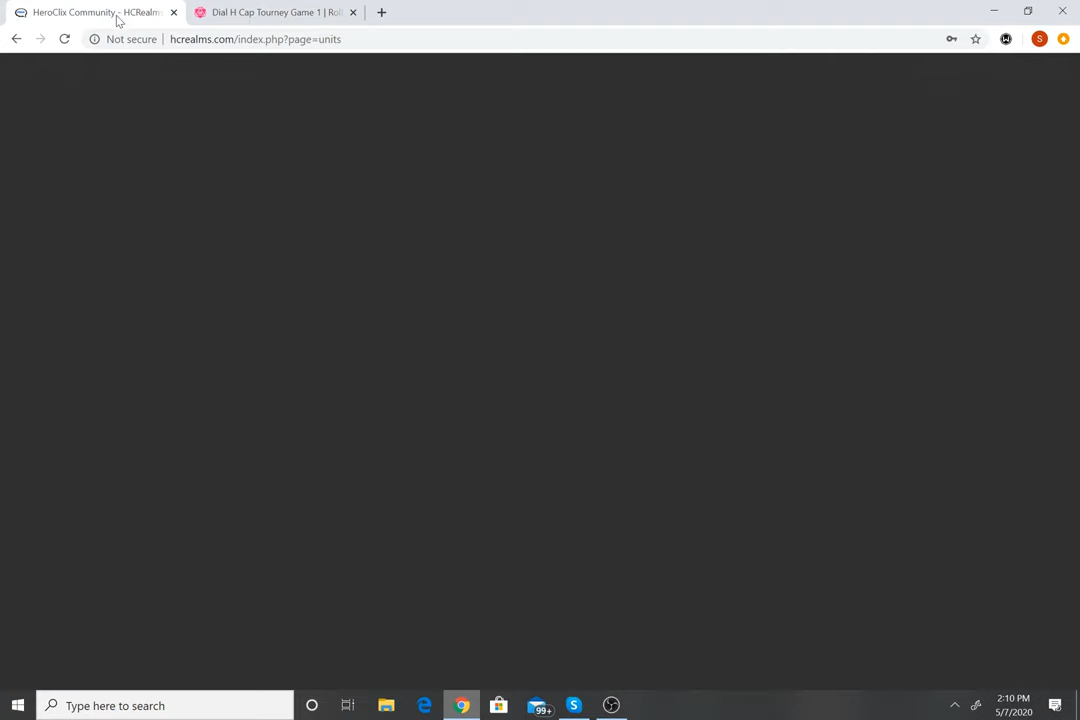 HeroClix Community - HCRealms
Dial H Cap Tourney Game 1 | Roll
Not secure
hcrealms.com/index.php?page=units
S
Type here to search
99+
S
2:10 PM
5/7/2020